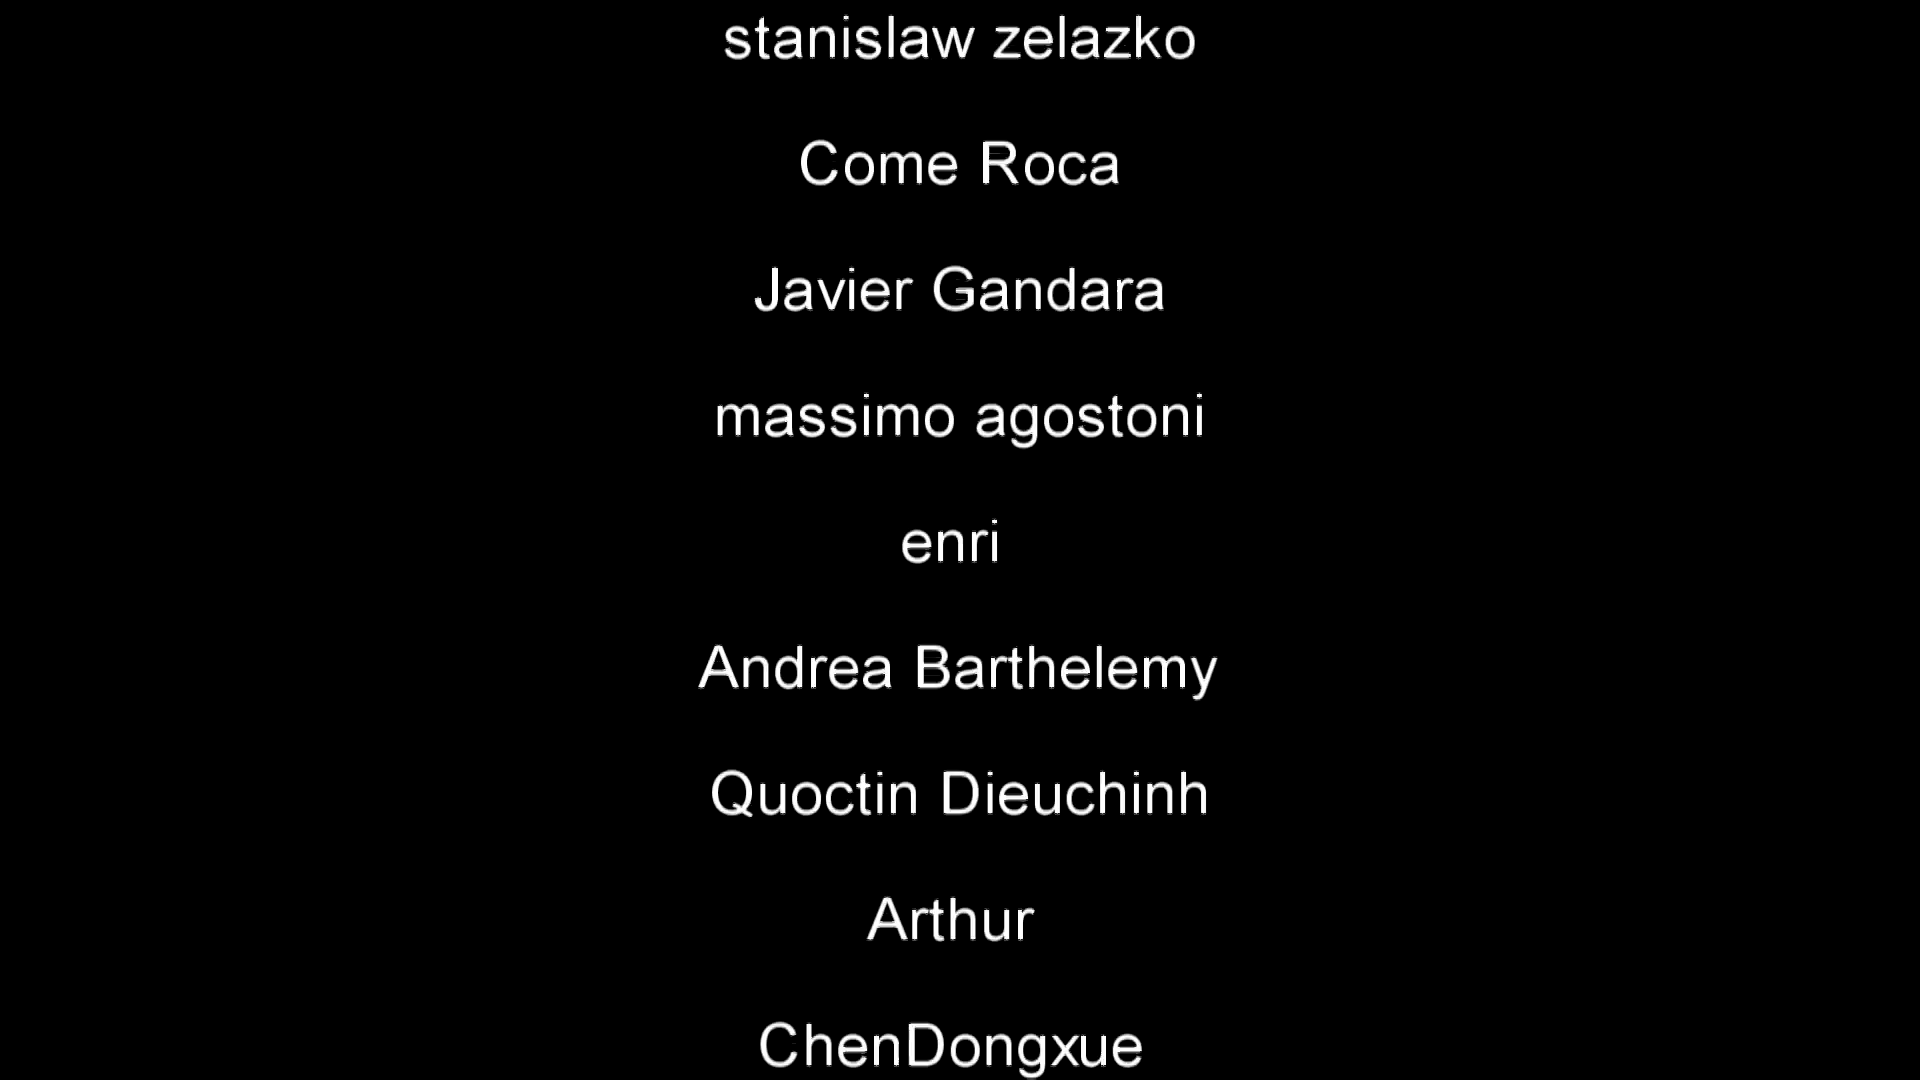 stanislaw zelazko
Come Roca
Javier Gandara
massimo agostoni
enri
Andrea Barthelemy
Quoctin Dieuchinh
Arthur
ChenDongxue